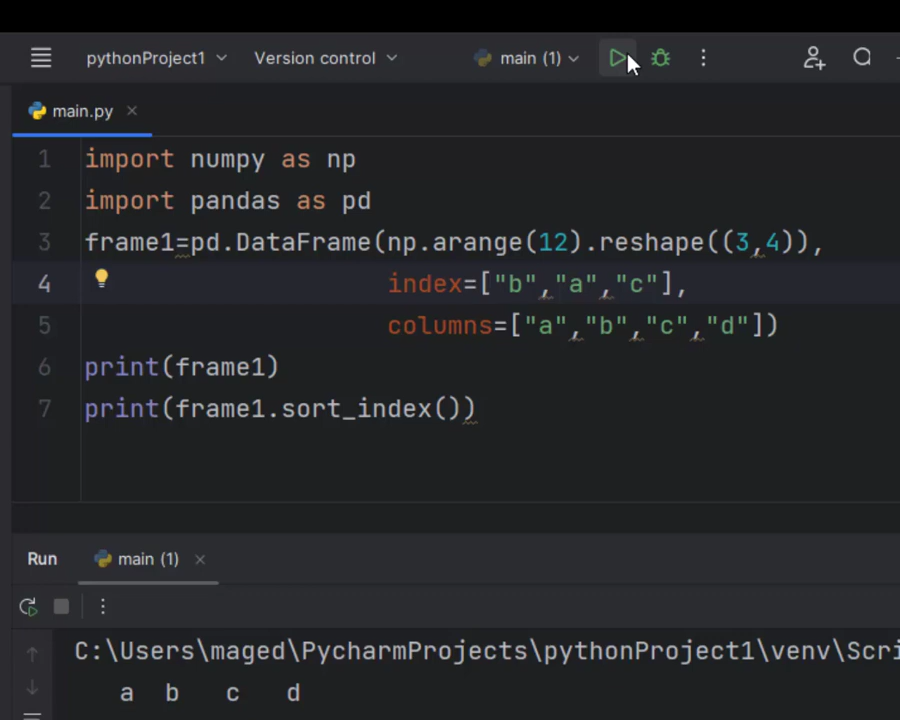 pythonProject1 Version control main (1)
main.py
1 import numpy as np
2 import pandas as pd
3 frame1=pd.DataFrame(np.arange(12).reshape((3,4)),
4 index=["b","a","c"],
5 columns=["a","b","c","d"])
6 print(frame1)
7 print(frame1.sort_index())
Run main (1)
C:\Users\maged\PycharmProjects\pythonProject1\venv\Scri
a b c d